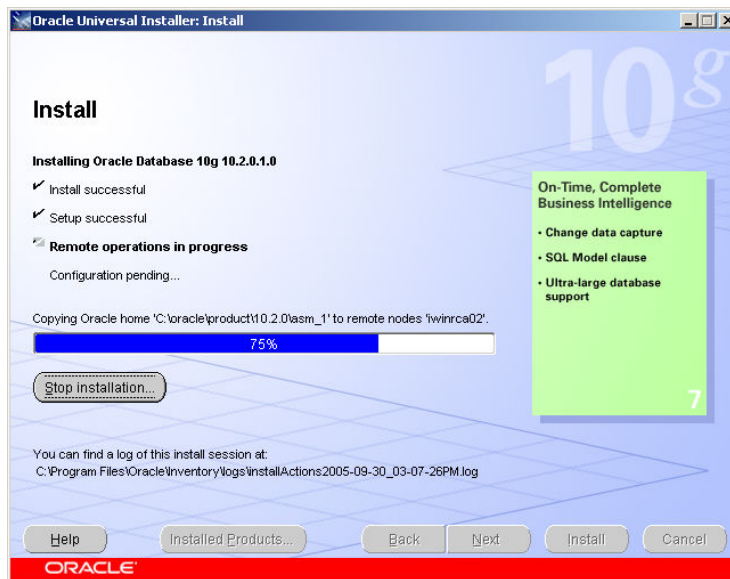 Oracle Universal Installer: Install
10g
Install
Installing Oracle Database 10g 10.2.0.1.0
Install successful
Setup successful
Remote operations in progress
Configuration pending...
Copying Oracle home 'C:\oracle\product\10.2.0\asm_1' to remote nodes 'iwinrca02'.
75%
Stop installation...
You can find a log of this install session at:
C:\Program Files\Oracle\Inventory\logs\installActions2005-09-30_03-07-26PM.log
On-Time, Complete
Business Intelligence
• Change data capture
• SQL Model clause
• Ultra-large database
support
7
Help
Installed Products...
Back
Next
Install
Cancel
ORACLE